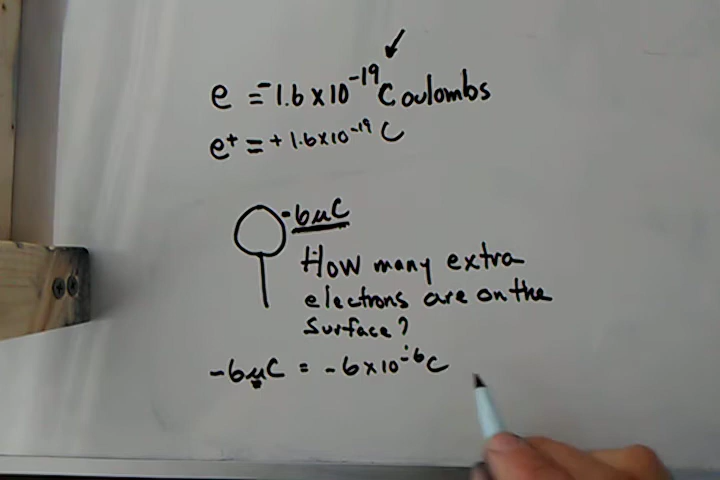 e = -1.6 x 10^-19 Coulombs
e+ = +1.6x10^-19 C
-6μC
How many extra
electrons are on the
surface?
-6μC = -6x10^-6 C